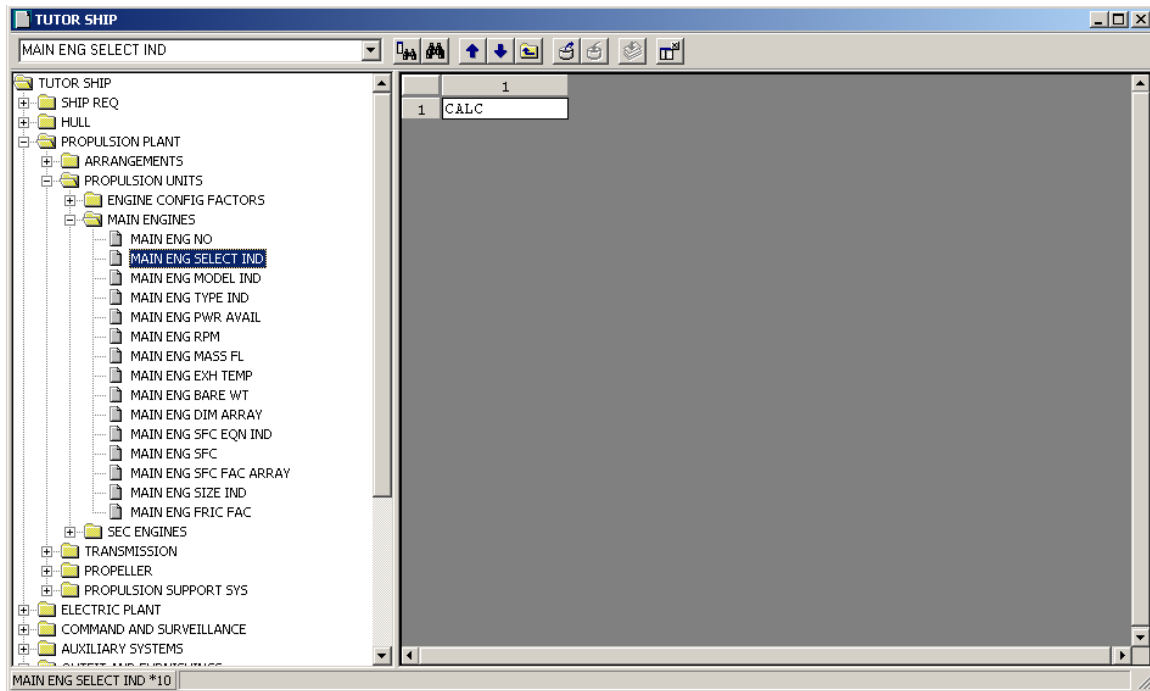 TUTOR SHIP
MAIN ENG SELECT IND
TUTOR SHIP
SHIP REQ
HULL
PROPULSION PLANT
ARRANGEMENTS
PROPULSION UNITS
ENGINE CONFIG FACTORS
MAIN ENGINES
MAIN ENG NO
MAIN ENG SELECT IND
MAIN ENG MODEL IND
MAIN ENG TYPE IND
MAIN ENG PWR AVAIL
MAIN ENG RPM
MAIN ENG MASS FL
MAIN ENG EXH TEMP
MAIN ENG BARE WT
MAIN ENG DIM ARRAY
MAIN ENG SFC EQN IND
MAIN ENG SFC
MAIN ENG SFC FAC ARRAY
MAIN ENG SIZE IND
MAIN ENG FRIC FAC
SEC ENGINES
TRANSMISSION
PROPELLER
PROPULSION SUPPORT SYS
ELECTRIC PLANT
COMMAND AND SURVEILLANCE
AUXILIARY SYSTEMS
1
1 CALC
MAIN ENG SELECT IND *10